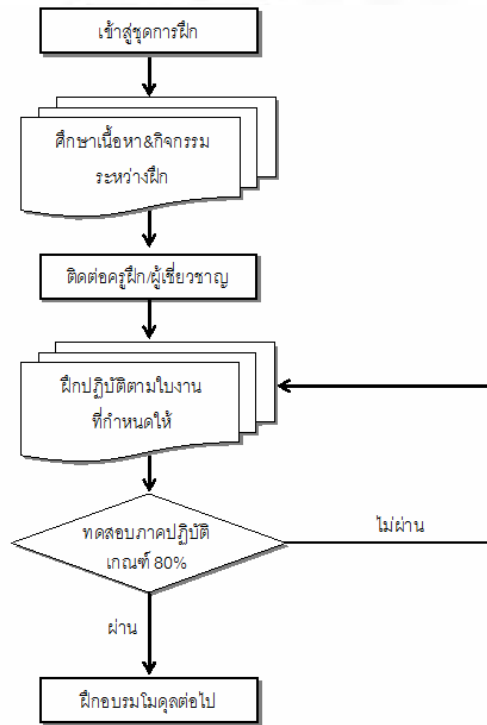 เข้าสู่ชุดการฝึก
ศึกษาเนื้อหา&กิจกรรม
ระหว่างฝึก
ติดต่อครูฝึก/ผู้เชี่ยวชาญ
ฝึกปฏิบัติตามใบงาน
ที่กำหนดให้
ทดสอบภาคปฏิบัติ
เกณฑ์ 80%
ไม่ผ่าน
ผ่าน
ฝึกอบรมโมดุลต่อไป